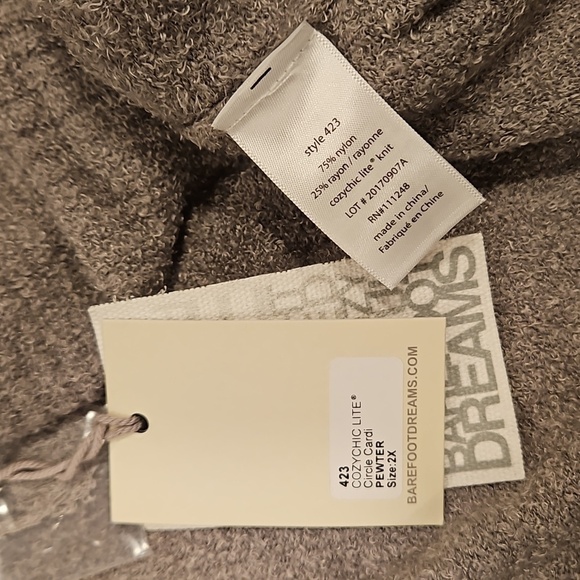 style 423
75% nylon
25% rayon / rayonne
cozychic lite® knit
LOT # 20170907A
RN#111248
made in china/
Fabriqué en Chine
DREAMS
423
COZYCHIC LITE®
Circle Cardi
PEWTER
Size:2X
BAREFOOTDREAMS.COM